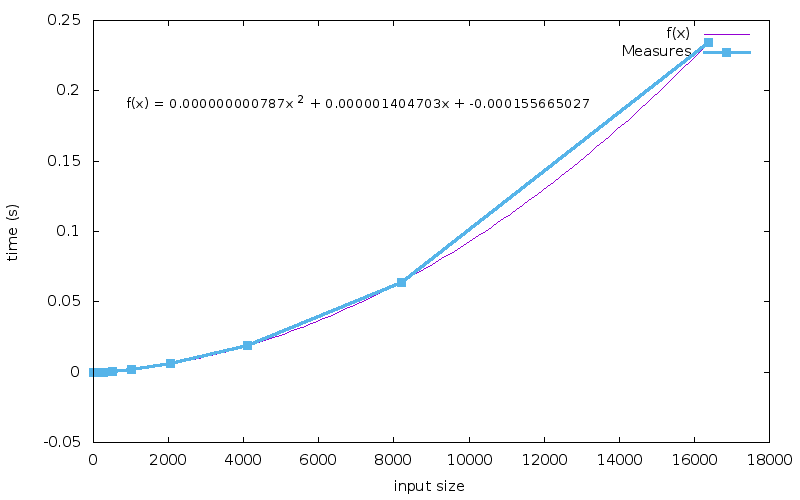 0.25
f(x)
Measures
0.2
f(x) = 0.000000000787x 2 + 0.000001404703x + -0.000155665027
0.15
time (s)
0.1
0.05
0
-0.05
0 2000 4000 6000 8000 10000 12000 14000 16000 18000
input size